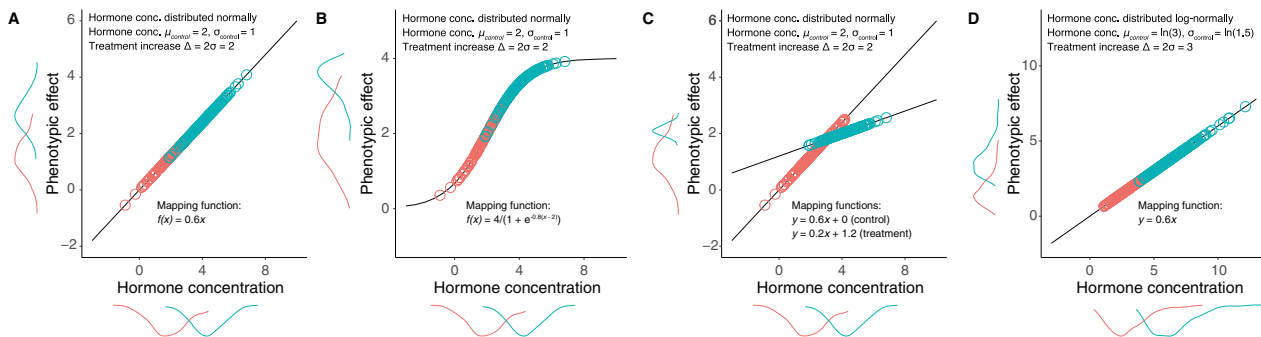 A
Hormone conc. distributed normally
Hormone conc. μcontrol = 2, σcontrol = 1
Treatment increase Δ = 2σ = 2
Phenotypic effect
4
2
0
−2
Mapping function:
f(x) = 0.6x
0
4
8
Hormone concentration
B
Hormone conc. distributed normally
Hormone conc. μcontrol = 2, σcontrol = 1
Treatment increase Δ = 2σ = 2
Phenotypic effect
4
2
0
Mapping function:
f(x) = 4/(1 + e-0.8(x - 2))
0
4
8
Hormone concentration
C
Hormone conc. distributed normally
Hormone conc. μcontrol = 2, σcontrol = 1
Treatment increase Δ = 2σ = 2
Phenotypic effect
6
4
2
0
−2
Mapping functions:
y = 0.6x + 0 (control)
y = 0.2x + 1.2 (treatment)
0
4
8
Hormone concentration
D
Hormone conc. distributed log-normally
Hormone conc. μcontrol = ln(3), σcontrol = ln(1.5)
Treatment increase Δ = 2σ = 3
Phenotypic effect
10
5
0
Mapping function:
y = 0.6x
0
5
10
Hormone concentration